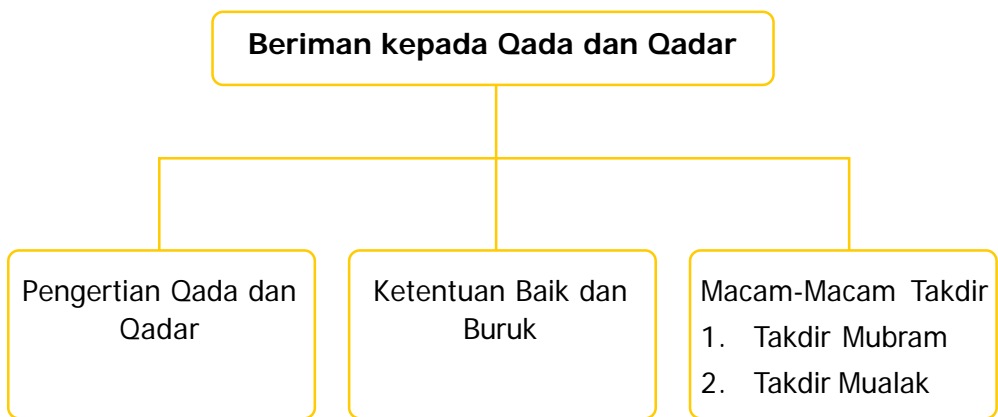 Beriman kepada Qada dan Qadar
Pengertian Qada dan
Qadar
Ketentuan Baik dan
Buruk
Macam-Macam Takdir
1. Takdir Mubram
2. Takdir Mualak